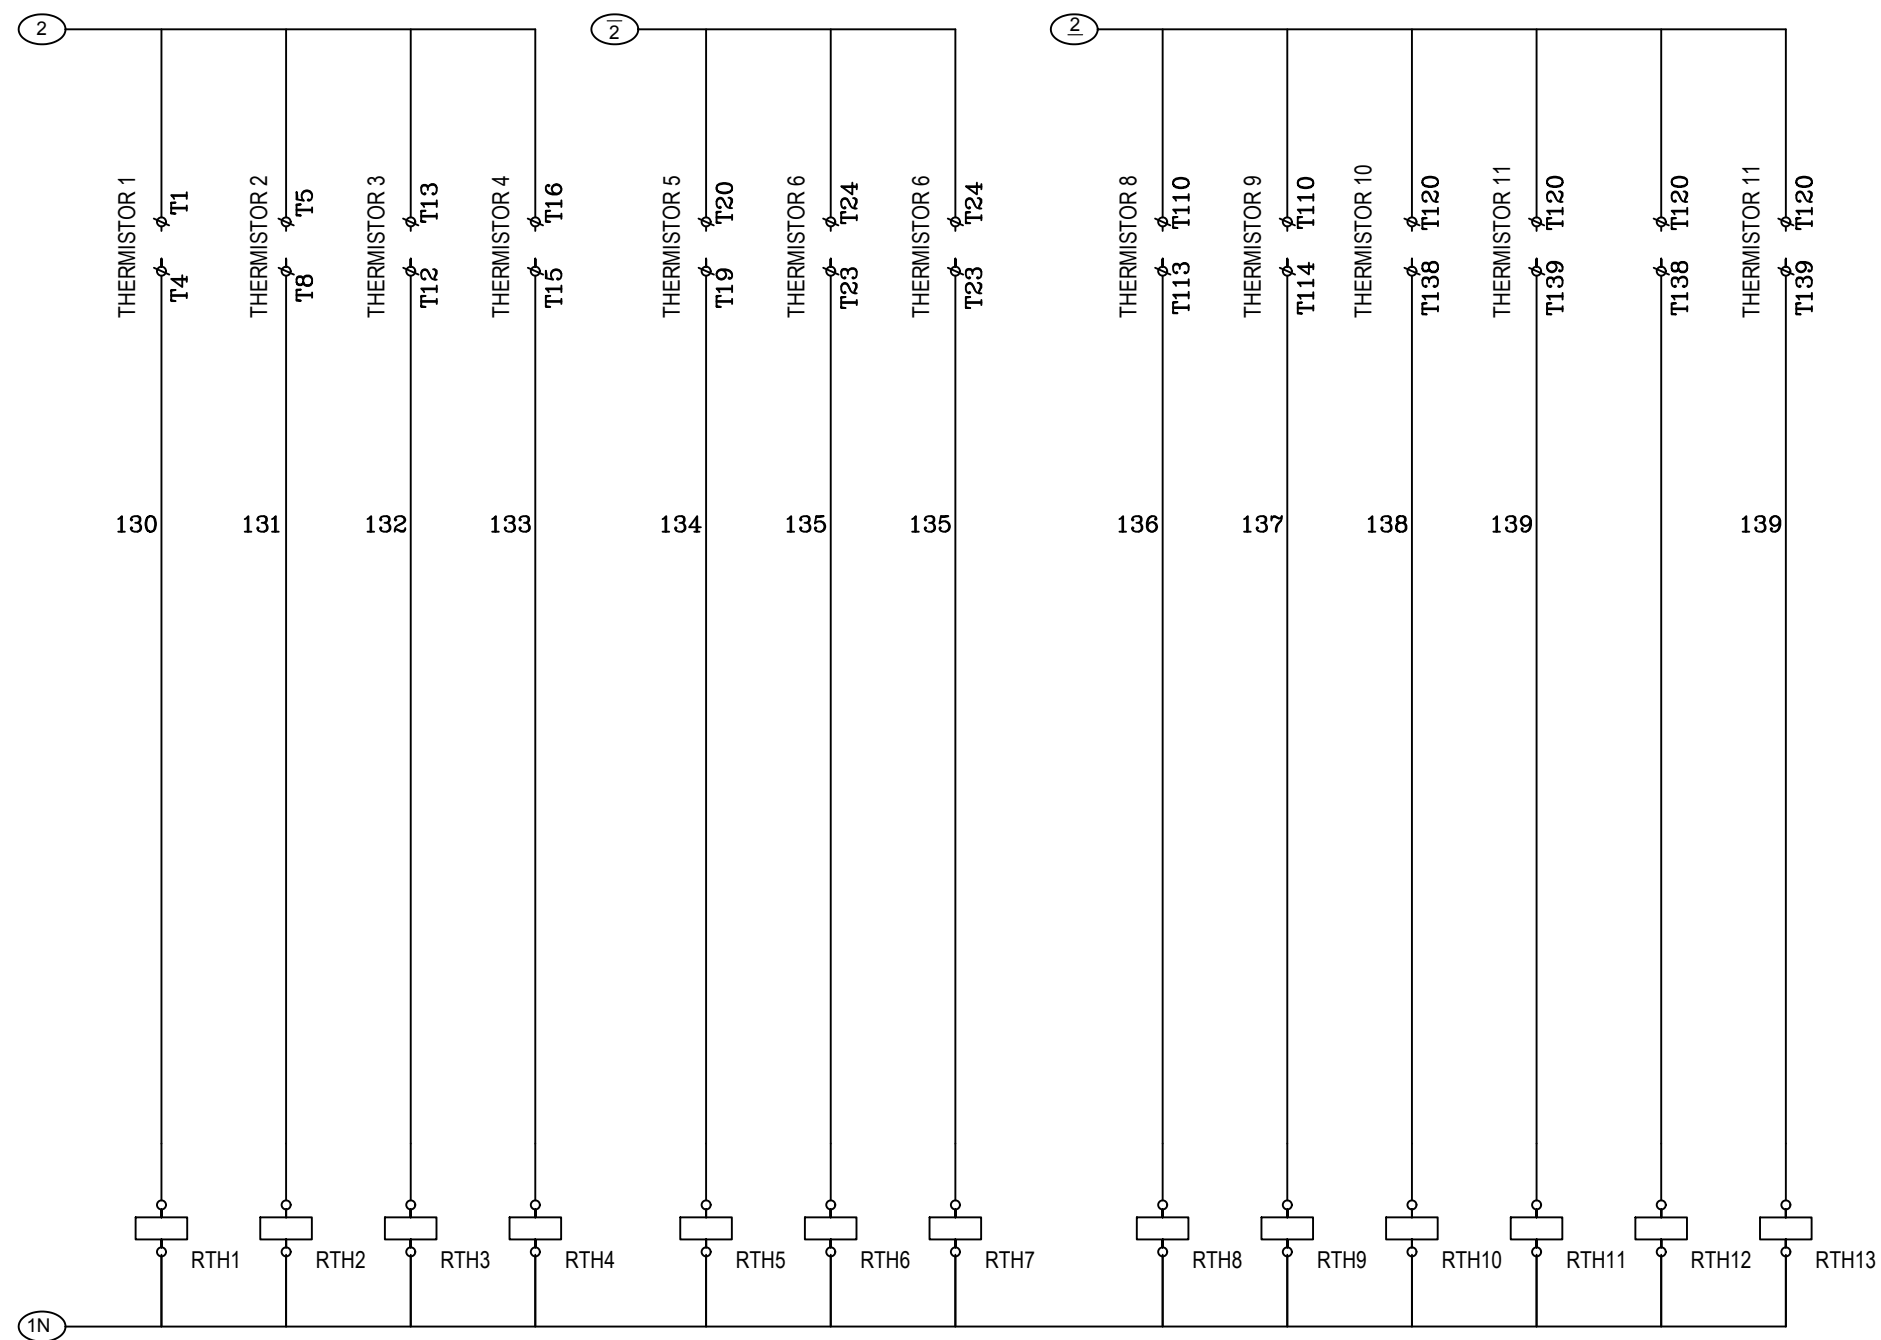 2
2
2
THERMISTOR 1
T1
T4
THERMISTOR 2
T5
T8
THERMISTOR 3
T13
T12
THERMISTOR 4
T16
T15
THERMISTOR 5
T20
T19
THERMISTOR 6
T24
T23
THERMISTOR 6
T24
T23
THERMISTOR 8
T110
T113
THERMISTOR 9
T110
T114
THERMISTOR 10
T120
T138
THERMISTOR 11
T120
T139
T120
T138
THERMISTOR 11
T120
T139
130
131
132
133
134
135
135
136
137
138
139
139
RTH1
RTH2
RTH3
RTH4
RTH5
RTH6
RTH7
RTH8
RTH9
RTH10
RTH11
RTH12
RTH13
1N